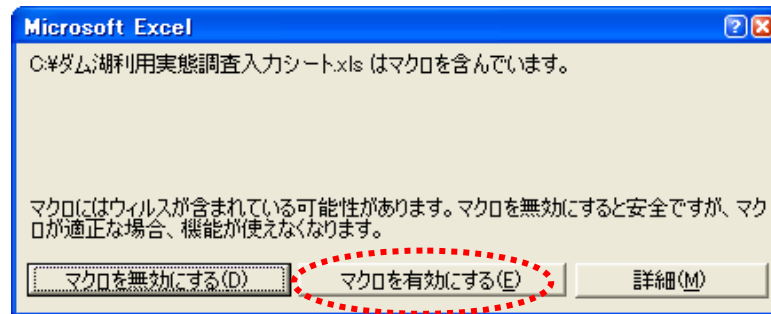 Microsoft Excel
C:¥ダム湖利用実態調査入力シート.xls はマクロを含んでいます。
マクロにはウィルスが含まれている可能性があります。マクロを無効にすると安全ですが、マク
ロが適正な場合、機能が使えなくなります。
マクロを無効にする(D) マクロを有効にする(E) 詳細(M)